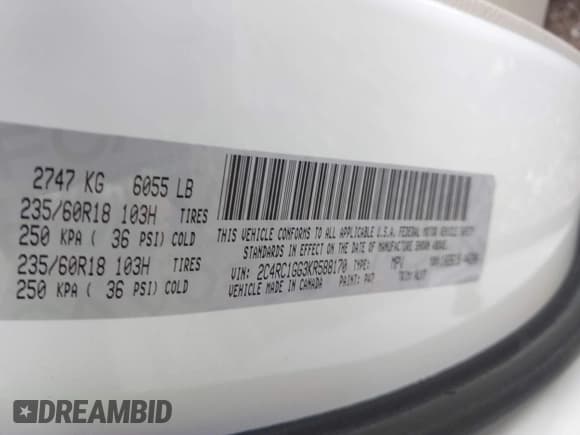 2747 KG 6055 LB
235/60R18 103H TIRES
250 KPA ( 36 PSI) COLD
235/60R18 103H TIRES
250 KPA ( 36 PSI) COLD
THIS VEHICLE CONFORMS TO ALL APPLICABLE U.S.A. FEDERAL MOTOR VEHICLE SAFETY
STANDARDS IN EFFECT ON THE DATE OF MANUFACTURE SHOWN ABOVE.
VIN: 2C4RC1GG3KR588170 TYPE: MPV
VEHICLE MADE IN CANADA PAINT: PW7 TRIM:
DREAMBID